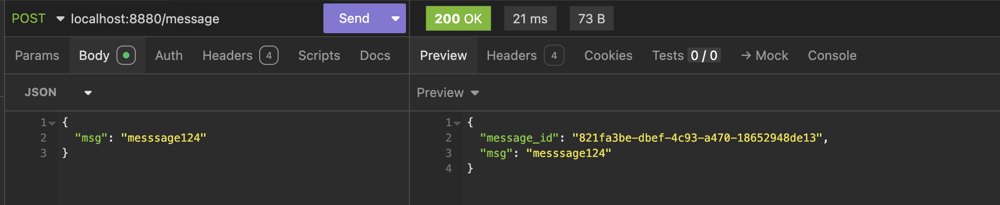 POST localhost:8880/message Send
200 OK 21 ms 73 B
Params Body Auth Headers 4 Scripts Docs
Preview Headers 4 Cookies Tests 0 / 0 → Mock Console
JSON
Preview
1 {
2 "msg": "messsage124"
3 }
1 {
2 "message_id": "821fa3be-dbef-4c93-a470-18652948de13",
3 "msg": "messsage124"
4 }